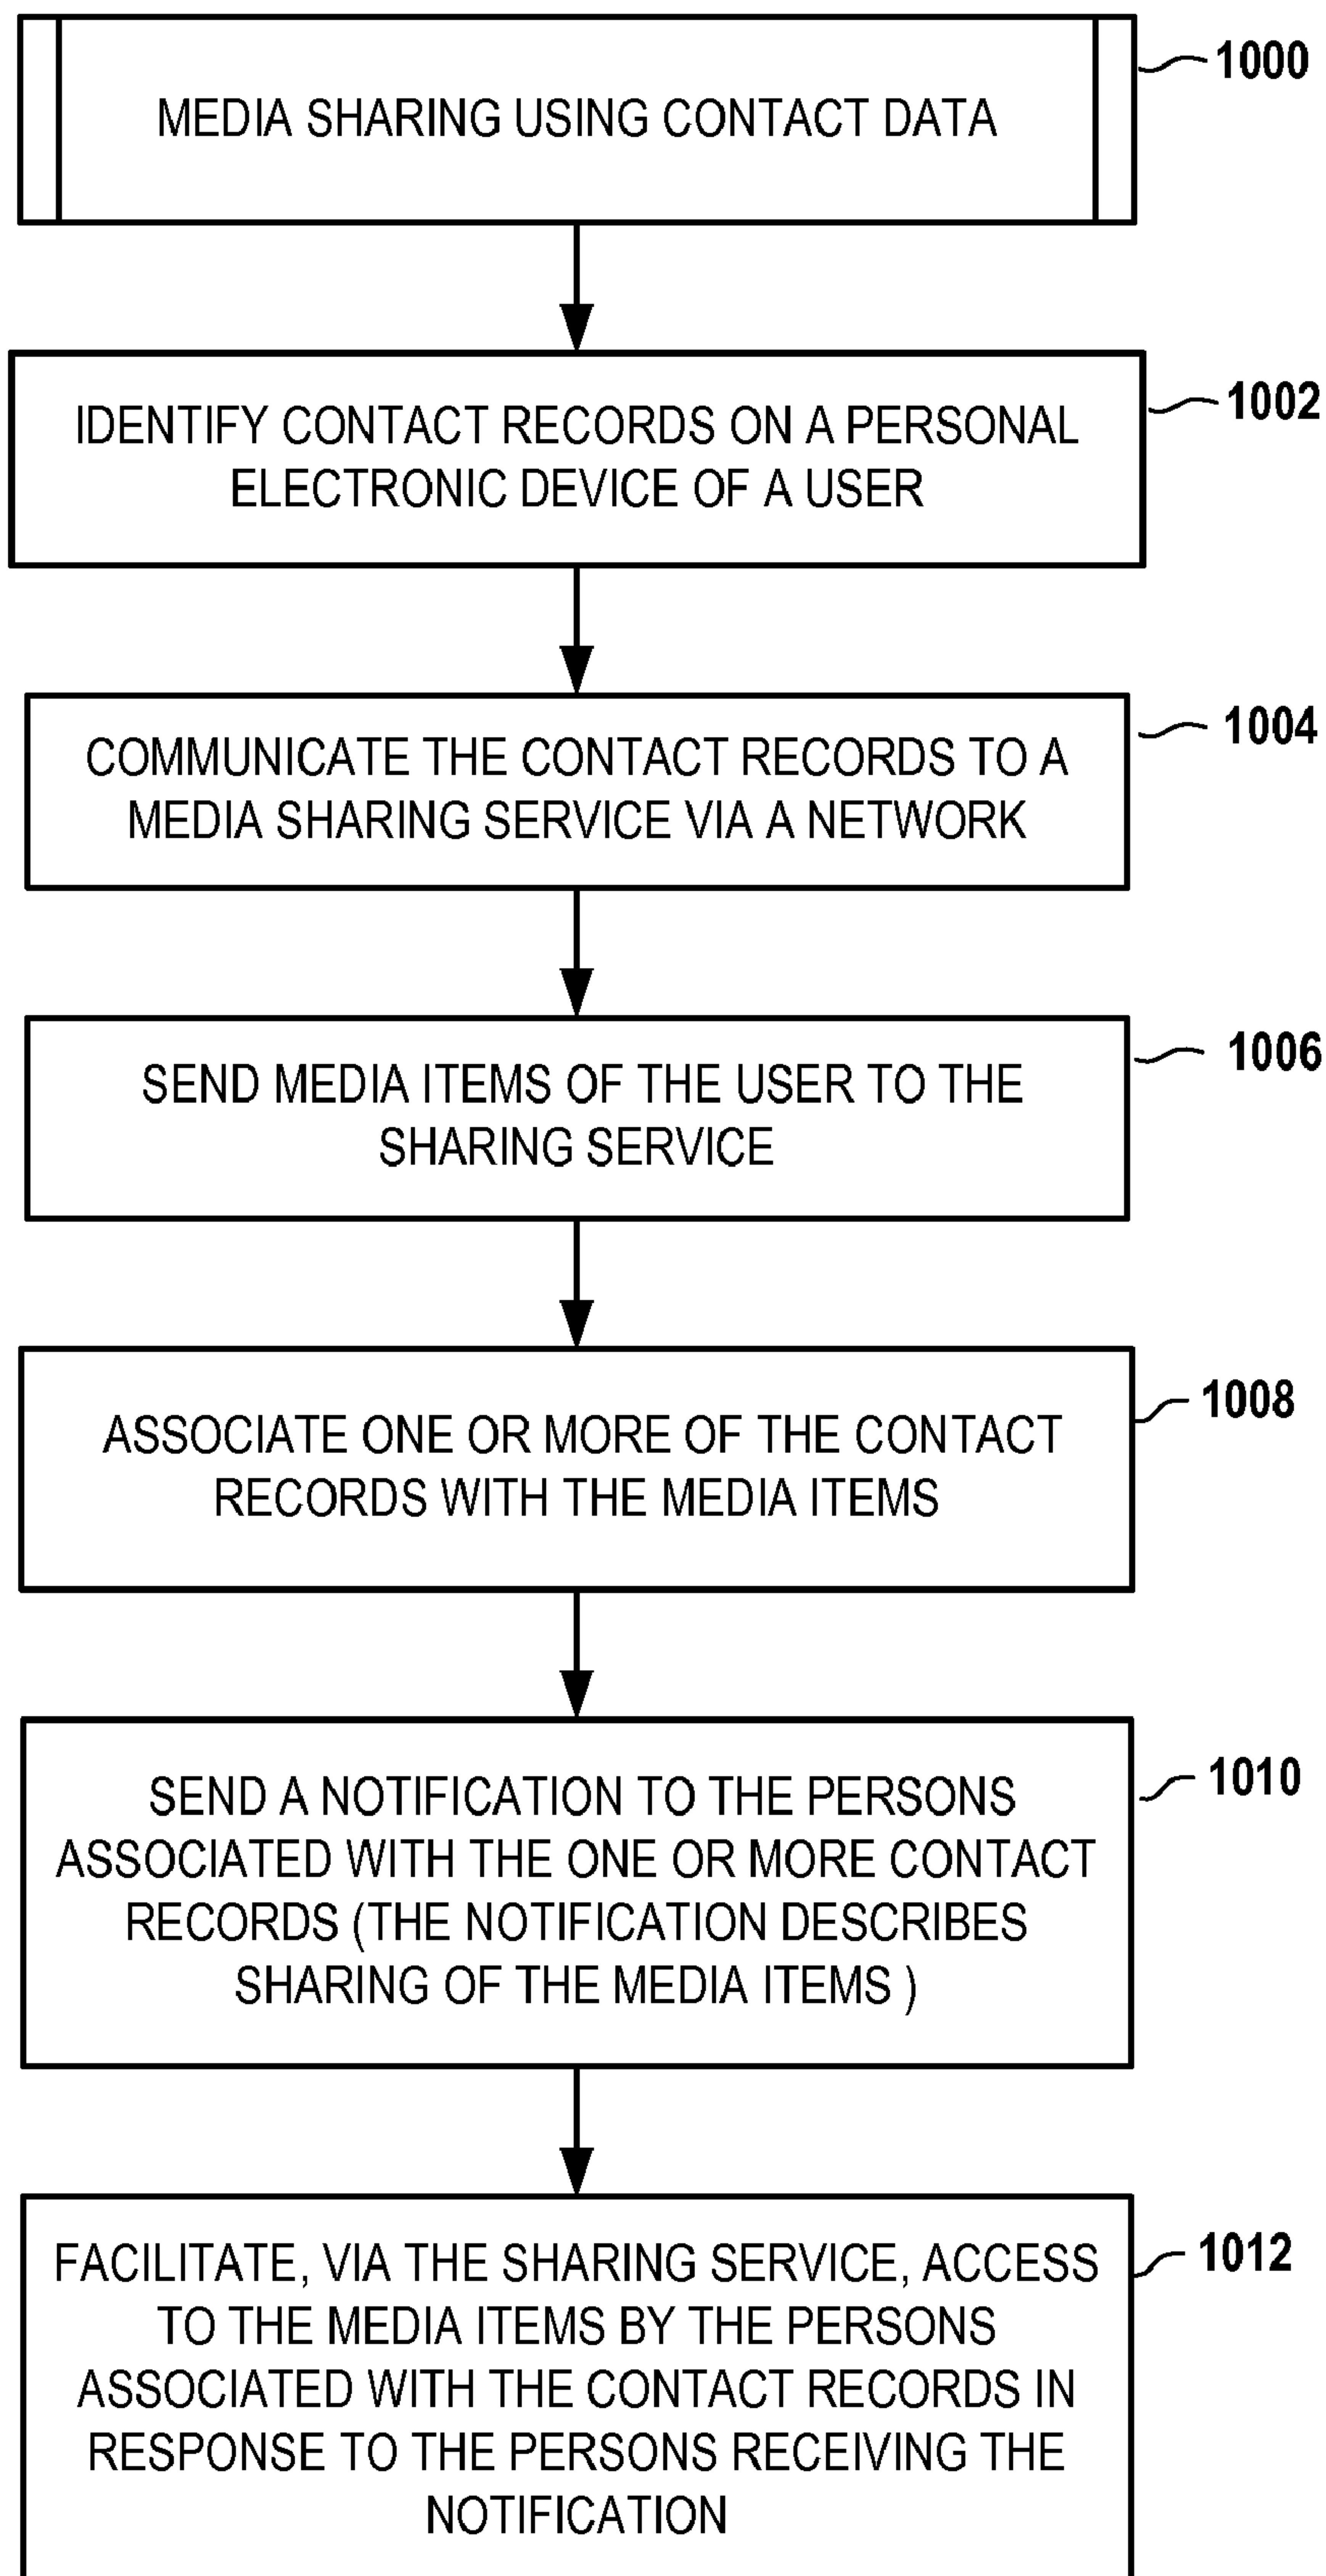 MEDIA SHARING USING CONTACT DATA
1000
IDENTIFY CONTACT RECORDS ON A PERSONAL
ELECTRONIC DEVICE OF A USER
1002
COMMUNICATE THE CONTACT RECORDS TO A
MEDIA SHARING SERVICE VIA A NETWORK
1004
SEND MEDIA ITEMS OF THE USER TO THE
SHARING SERVICE
1006
ASSOCIATE ONE OR MORE OF THE CONTACT
RECORDS WITH THE MEDIA ITEMS
1008
SEND A NOTIFICATION TO THE PERSONS
ASSOCIATED WITH THE ONE OR MORE CONTACT
RECORDS (THE NOTIFICATION DESCRIBES
SHARING OF THE MEDIA ITEMS )
1010
FACILITATE, VIA THE SHARING SERVICE, ACCESS
TO THE MEDIA ITEMS BY THE PERSONS
ASSOCIATED WITH THE CONTACT RECORDS IN
RESPONSE TO THE PERSONS RECEIVING THE
NOTIFICATION
1012